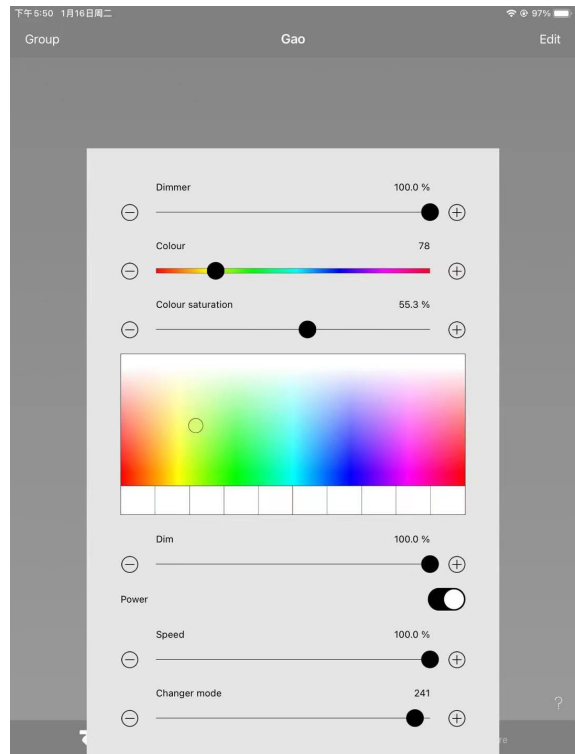 下午5:50 1月16日周二 97%
Group Gao Edit
Dimmer 100.0 %
Colour 78
Colour saturation 55.3 %
Dim 100.0 %
Power
Speed 100.0 %
Changer mode 241
?
re